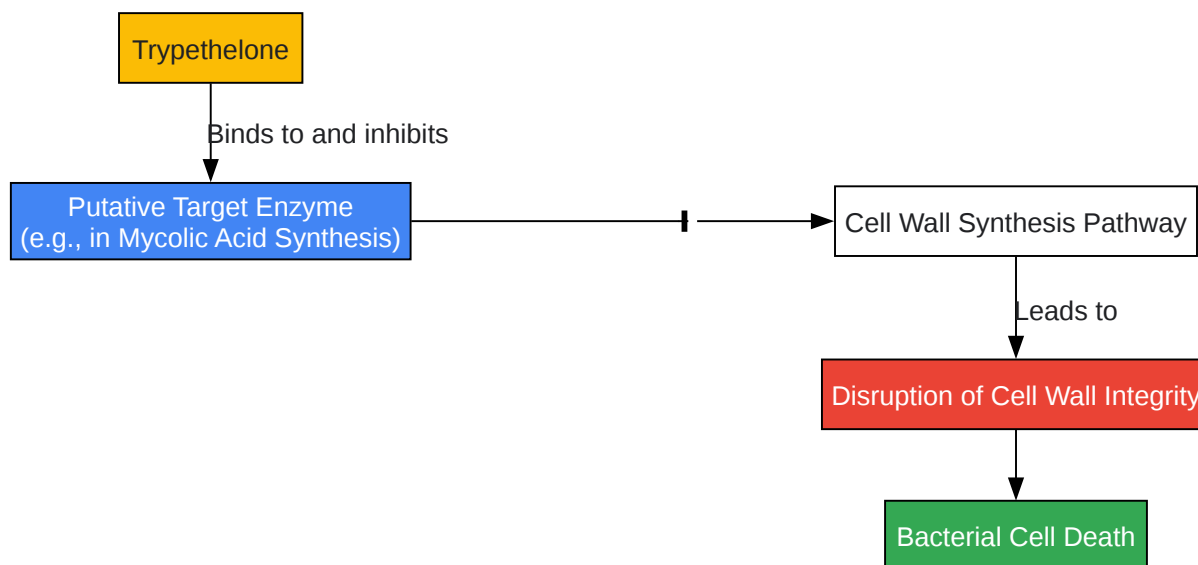 Trypethelone
Binds to and inhibits
Putative Target Enzyme
(e.g., in Mycolic Acid Synthesis)
Cell Wall Synthesis Pathway
Leads to
Disruption of Cell Wall Integrity
Bacterial Cell Death